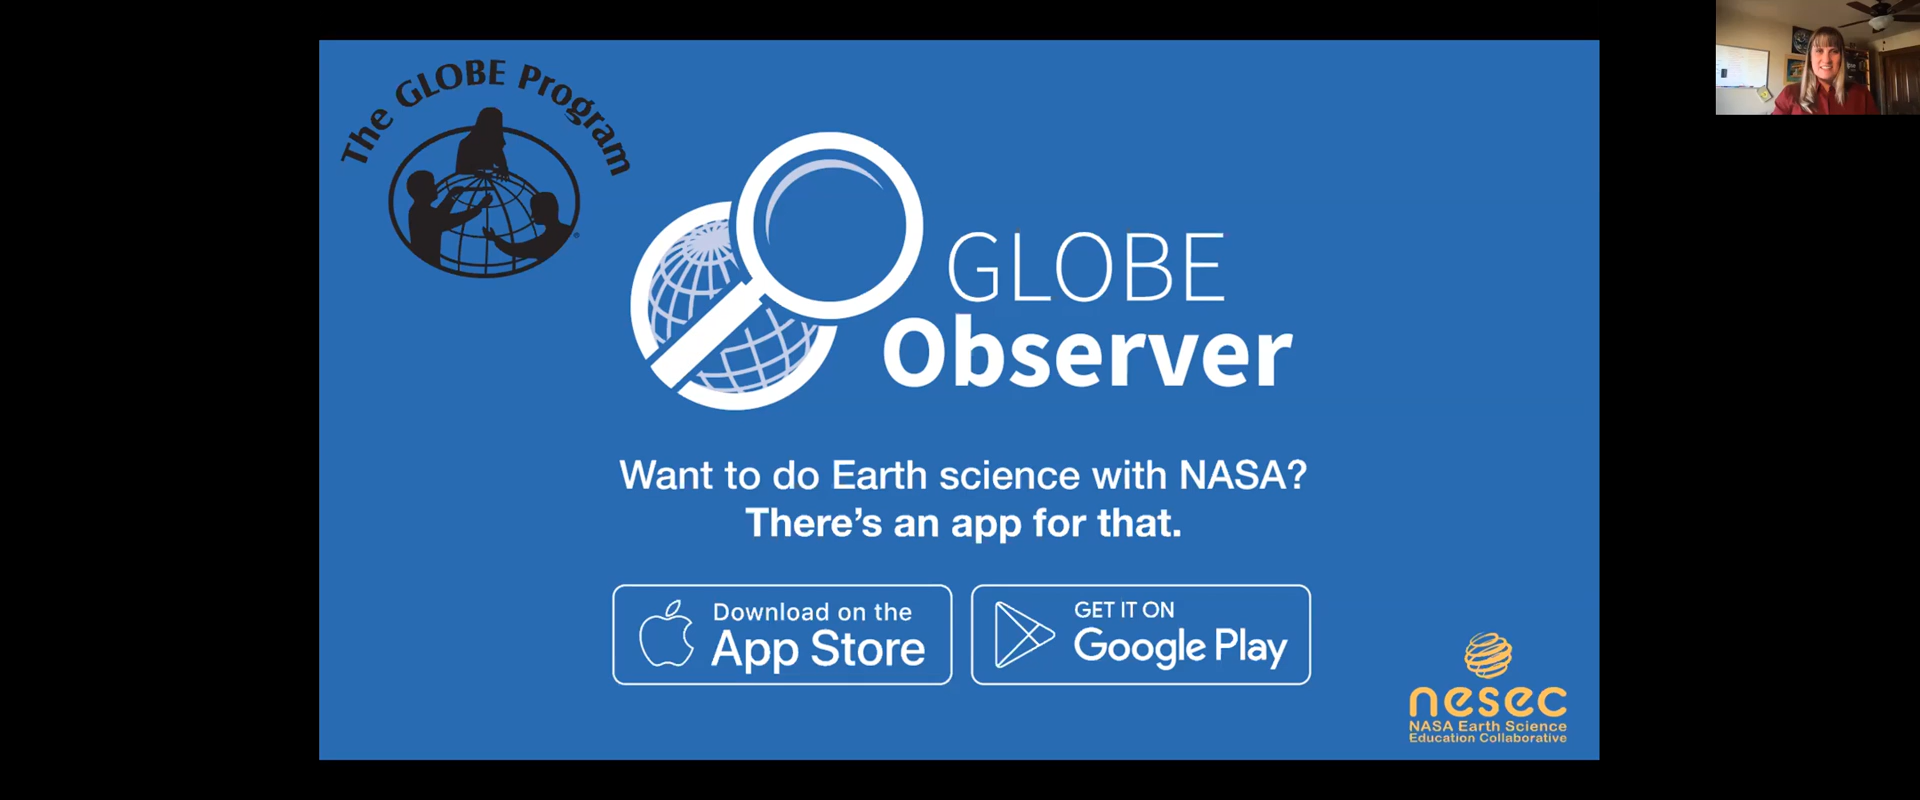 The GLOBE Program
GLOBE
Observer
Want to do Earth science with NASA?
There's an app for that.
Download on the
App Store
GET IT ON
Google Play
nesec
NASA Earth Science
Education Collaborative